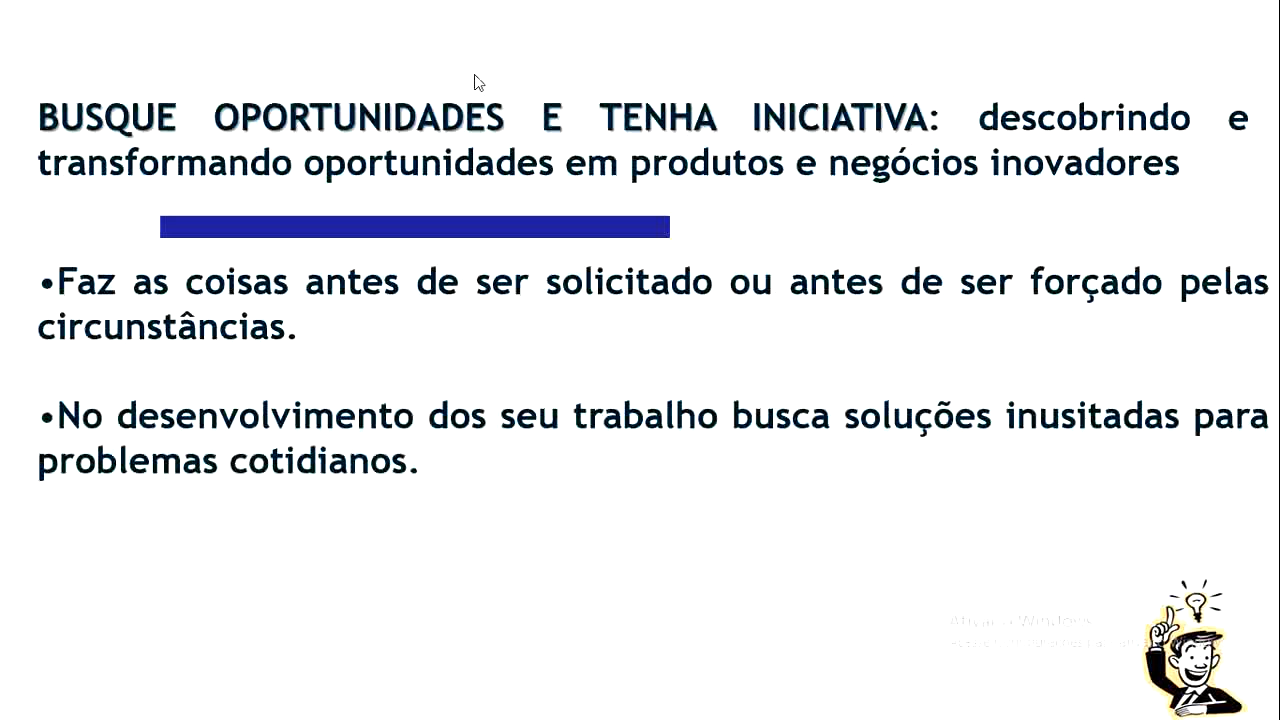 BUSQUE OPORTUNIDADES E TENHA INICIATIVA: descobrindo e
transformando oportunidades em produtos e negócios inovadores
•Faz as coisas antes de ser solicitado ou antes de ser forçado pelas
circunstâncias.
•No desenvolvimento dos seu trabalho busca soluções inusitadas para
problemas cotidianos.